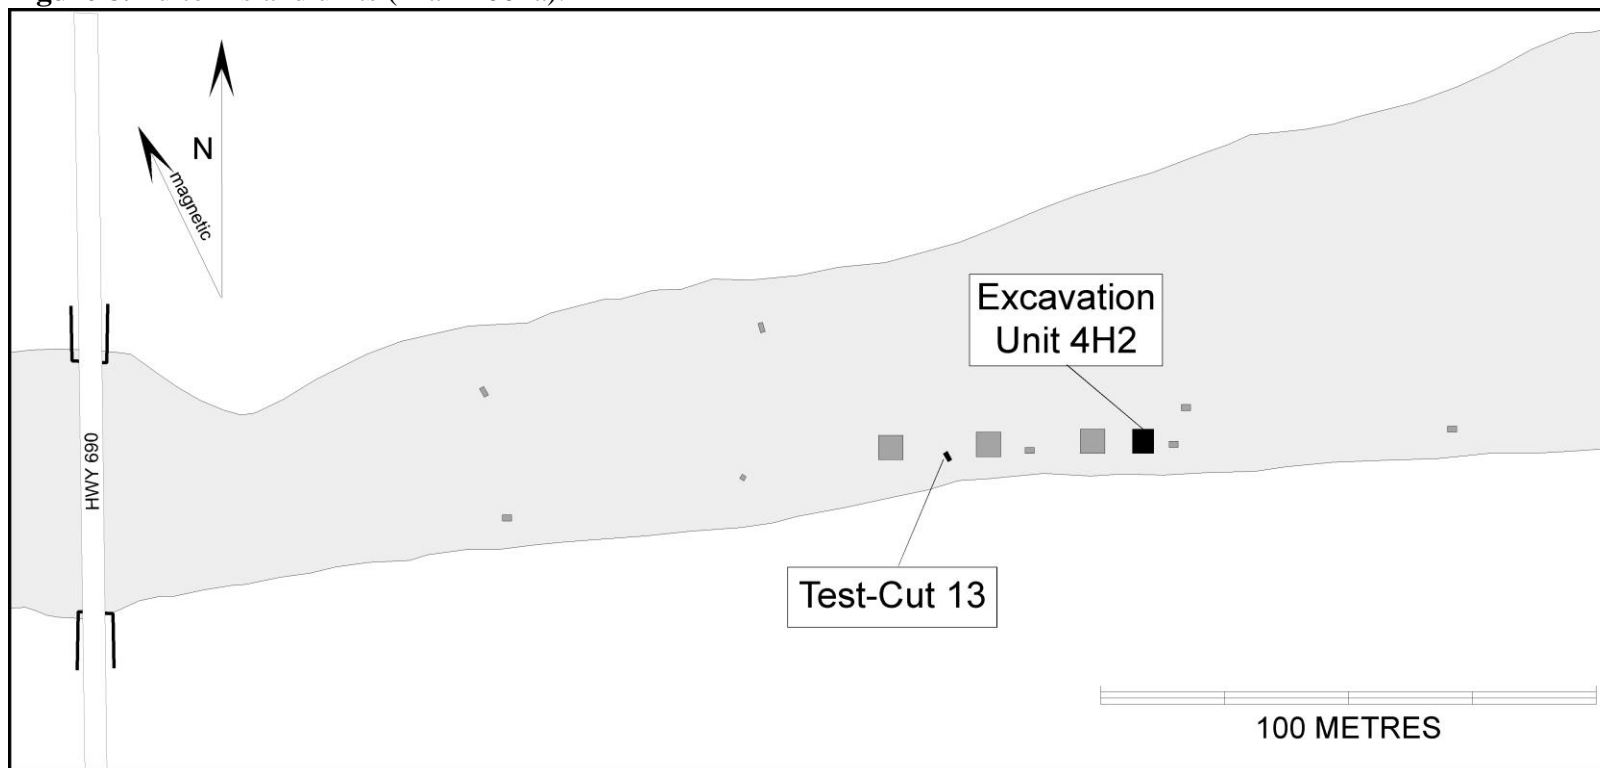 N
magnetic
Excavation
Unit 4H2
HWY 690
Test-Cut 13
100 METRES